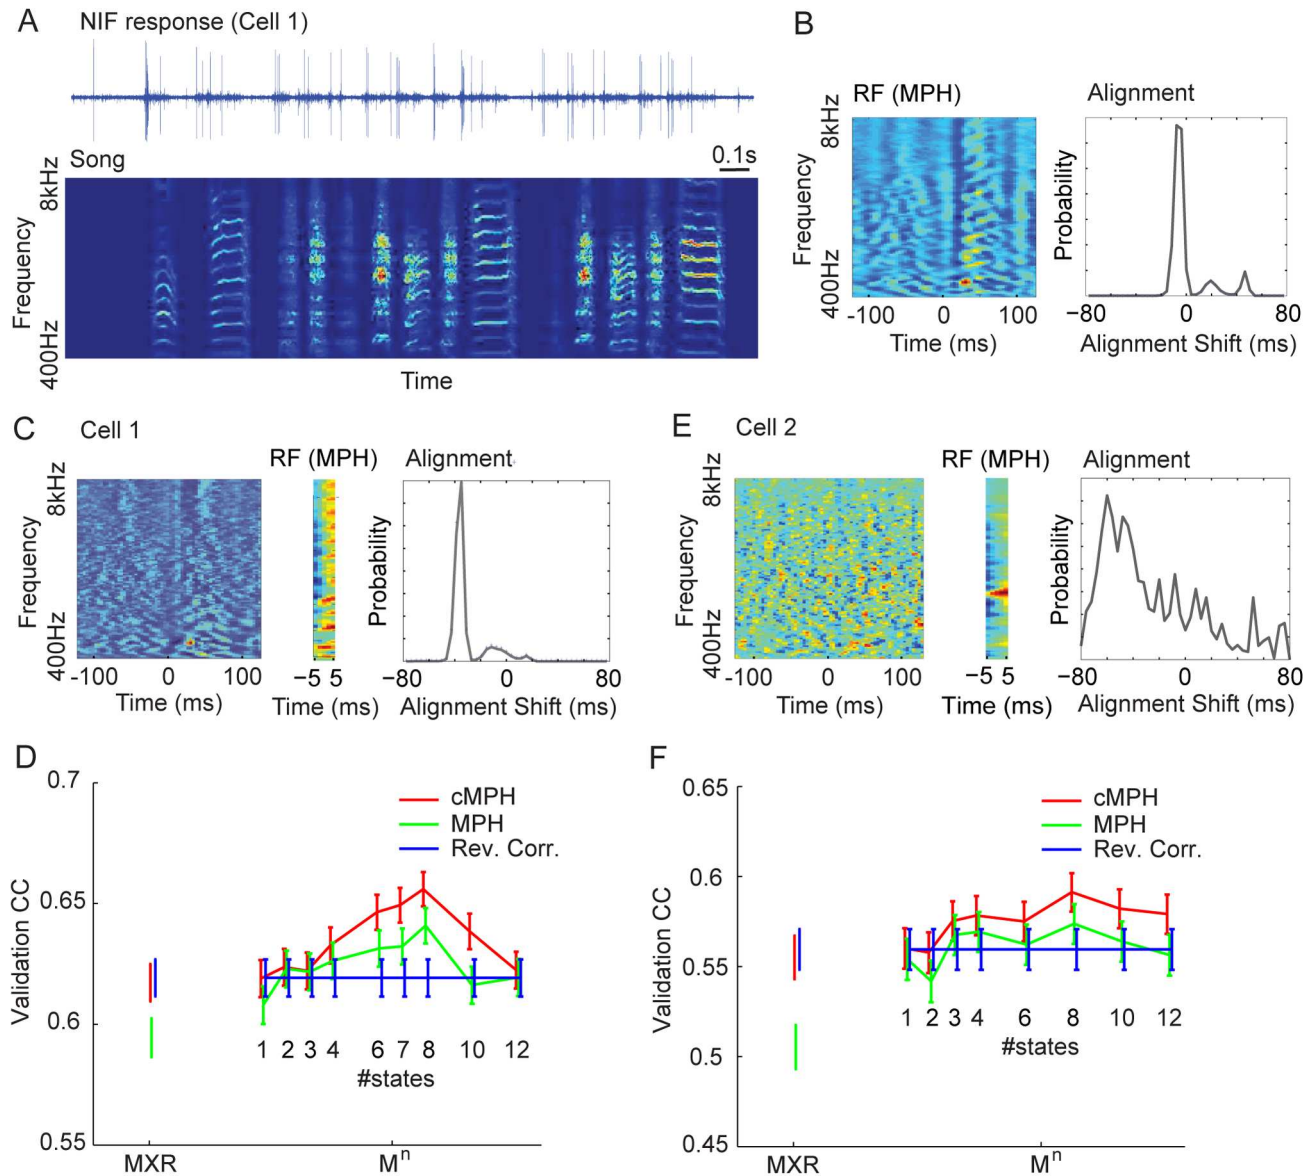 A
NIF response (Cell 1)
Song
0.1s
8kHz
Frequency
400Hz
Time
B
RF (MPH)
Alignment
8kHz
Frequency
400Hz
-100 0 100
Time (ms)
Probability
−80 0 80
Alignment Shift (ms)
C
Cell 1
RF (MPH)
Alignment
8kHz
Frequency
400Hz
-100 0 100
Time (ms)
−5 5
Time (ms)
Probability
−80 0 80
Alignment Shift (ms)
E
Cell 2
RF (MPH)
Alignment
8kHz
Frequency
400Hz
-100 0 100
Time (ms)
−5 5
Time (ms)
Probability
−80 0 80
Alignment Shift (ms)
D
0.7
0.65
0.6
0.55
Validation CC
cMPH
MPH
Rev. Corr.
1 2 3 4 6 7 8 10 12
#states
MXR
Mⁿ
F
0.65
0.6
0.55
0.5
0.45
Validation CC
cMPH
MPH
Rev. Corr.
1 2 3 4 6 8 10 12
#states
MXR
Mⁿ